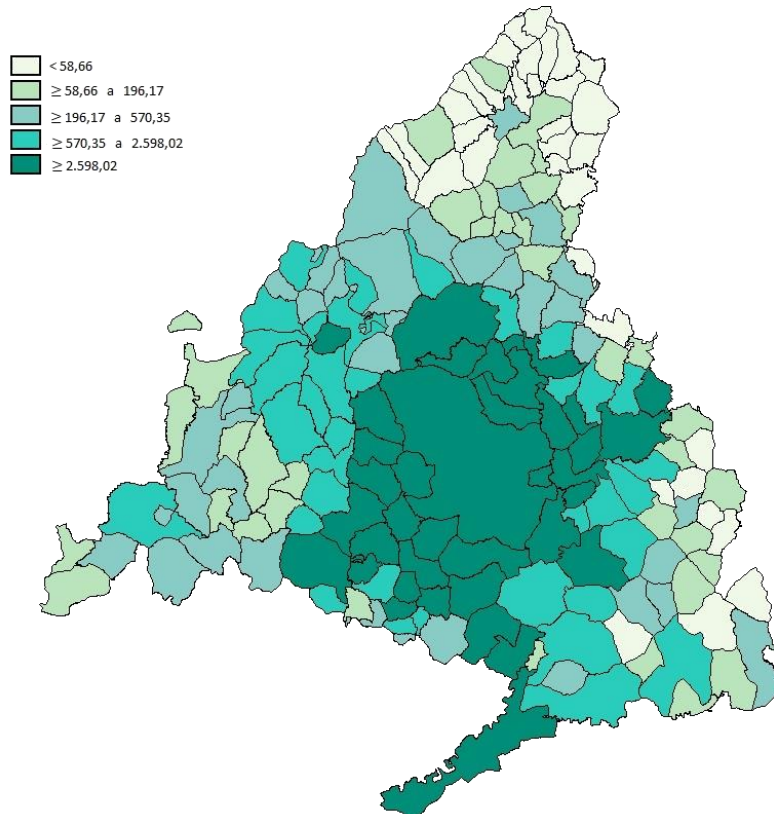 < 58,66
≥ 58,66 a 196,17
≥ 196,17 a 570,35
≥ 570,35 a 2.598,02
≥ 2.598,02